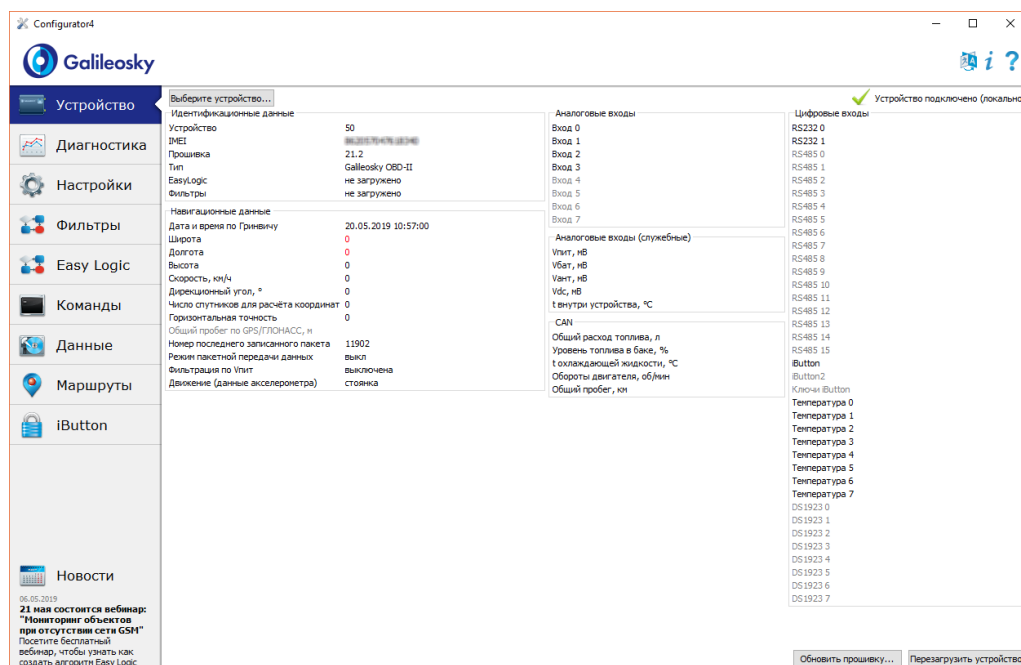 Configurator4
Galileosky
Устройство
Диагностика
Настройки
Фильтры
Easy Logic
Команды
Данные
Маршруты
iButton
Новости
06.05.2019
21 мая состоится вебинар:
"Мониторинг объектов
при отсутствии сети GSM"
Посетите бесплатный
вебинар, чтобы узнать как
создать алгоритм Easy Logic
Выберите устройство...
Устройство подключено (локально
Идентификационные данные
Устройство 50
IMEI
Прошивка 21.2
Тип Galileosky OBD-II
EasyLogic не загружено
Фильтры не загружено
Навигационные данные
Дата и время по Гринвичу 20.05.2019 10:57:00
Широта 0
Долгота 0
Высота 0
Скорость, км/ч 0
Дирекционный угол, ° 0
Число спутников для расчёта координат 0
Горизонтальная точность 0
Общий пробег по GPS/ГЛОНАСС, м
Номер последнего записанного пакета 11902
Режим пакетной передачи данных выкл
Фильтрация по Vпит выключена
Движение (данные акселерометра) стоянка
Аналоговые входы
Вход 0
Вход 1
Вход 2
Вход 3
Вход 4
Вход 5
Вход 6
Вход 7
Аналоговые входы (служебные)
Vпит, мВ
Vбат, мВ
Vант, мВ
Vdc, мВ
t внутри устройства, °C
CAN
Общий расход топлива, л
Уровень топлива в баке, %
t охлаждающей жидкости, °C
Обороты двигателя, об/мин
Общий пробег, км
Цифровые входы
RS232 0
RS232 1
RS485 0
RS485 1
RS485 2
RS485 3
RS485 4
RS485 5
RS485 6
RS485 7
RS485 8
RS485 9
RS485 10
RS485 11
RS485 12
RS485 13
RS485 14
RS485 15
iButton
iButton2
Ключи iButton
Температура 0
Температура 1
Температура 2
Температура 3
Температура 4
Температура 5
Температура 6
Температура 7
DS1923 0
DS1923 1
DS1923 2
DS1923 3
DS1923 4
DS1923 5
DS1923 6
DS1923 7
Обновить прошивку...
Перезагрузить устройство